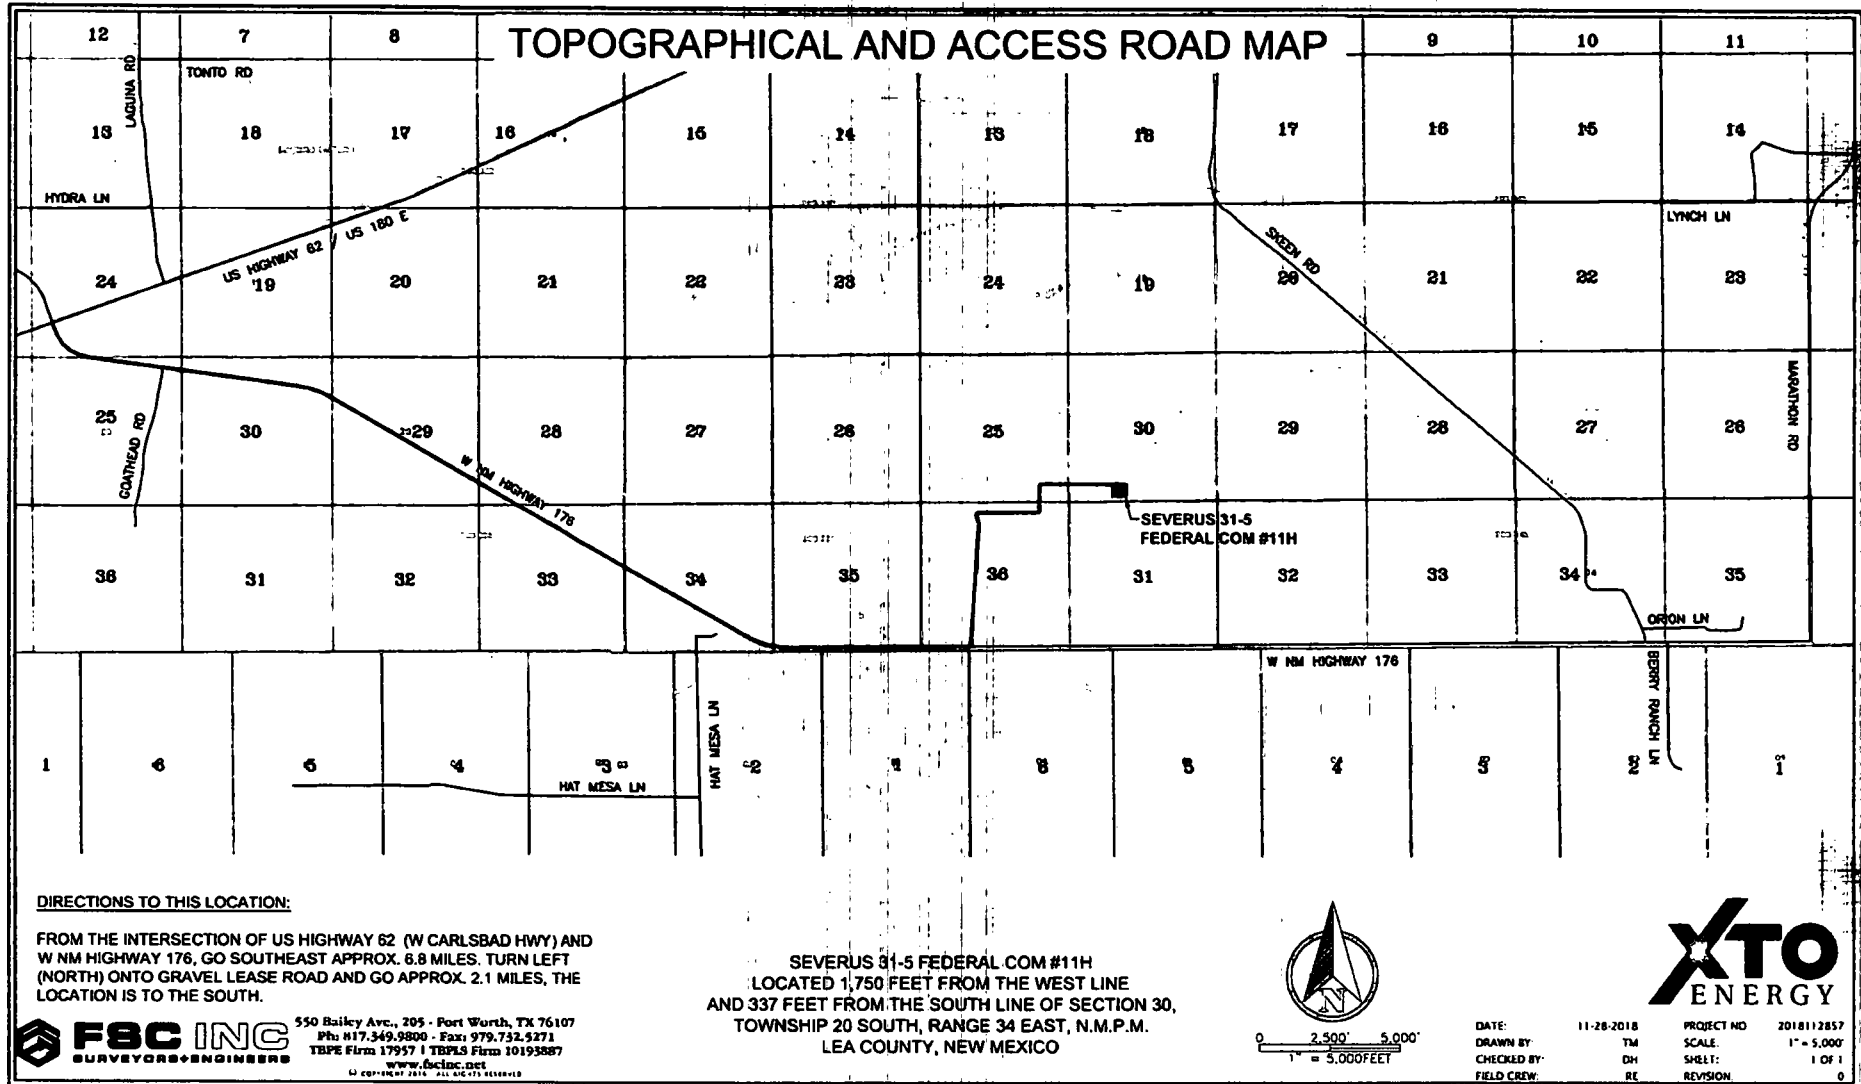 TOPOGRAPHICAL AND ACCESS ROAD MAP
12 7 8 9 10 11
LAGUNA RD
TONTO RD
13 18 17 16 15 14 13 18 17 16 15 14
HYDRA LN
LYNCH LN
US HIGHWAY 62 / US 180 E
SKEEN RD
24 19 20 21 22 23 24 19 20 21 22 23
MARATHON RD
25 30 29 28 27 26 25 30 29 28 27 26
GOATHEAD RD
W NM HIGHWAY 176
SEVERUS 31-5
FEDERAL COM #11H
36 31 32 33 34 35 36 31 32 33 34 35
ORION LN
W NM HIGHWAY 176
BERRY RANCH LN
HAT MESA LN
1 6 5 4 3 2 1 6 5 4 3 2 1
HAT MESA LN
DIRECTIONS TO THIS LOCATION:
FROM THE INTERSECTION OF US HIGHWAY 62 (W CARLSBAD HWY) AND
W NM HIGHWAY 176, GO SOUTHEAST APPROX. 6.8 MILES. TURN LEFT
(NORTH) ONTO GRAVEL LEASE ROAD AND GO APPROX. 2.1 MILES, THE
LOCATION IS TO THE SOUTH.
FSC INC
SURVEYORS+ENGINEERS
550 Bailey Ave., 205 - Fort Worth, TX 76107
Ph: 817.349.9800 - Fax: 979.732.5271
TBPE Firm 17957 | TBPLS Firm 10193887
www.fscinc.net
© COPYRIGHT 2016 ALL RIGHTS RESERVED
SEVERUS 31-5 FEDERAL COM #11H
LOCATED 1,750 FEET FROM THE WEST LINE
AND 337 FEET FROM THE SOUTH LINE OF SECTION 30,
TOWNSHIP 20 SOUTH, RANGE 34 EAST, N.M.P.M.
LEA COUNTY, NEW MEXICO
N
0 2,500' 5,000'
1" = 5,000FEET
XTO
ENERGY
DATE: 11-28-2018 PROJECT NO 2018112857
DRAWN BY: TM SCALE: 1" = 5,000'
CHECKED BY: DH SHEET: 1 OF 1
FIELD CREW: RE REVISION 0